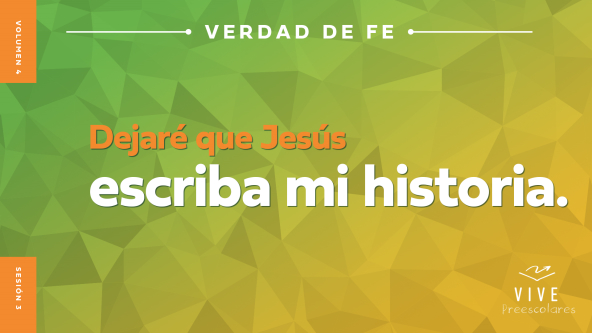 VOLUMEN 4
VERDAD DE FE
Dejaré que Jesús
escriba mi historia.
SESIÓN 3
VIVE
Preescolares